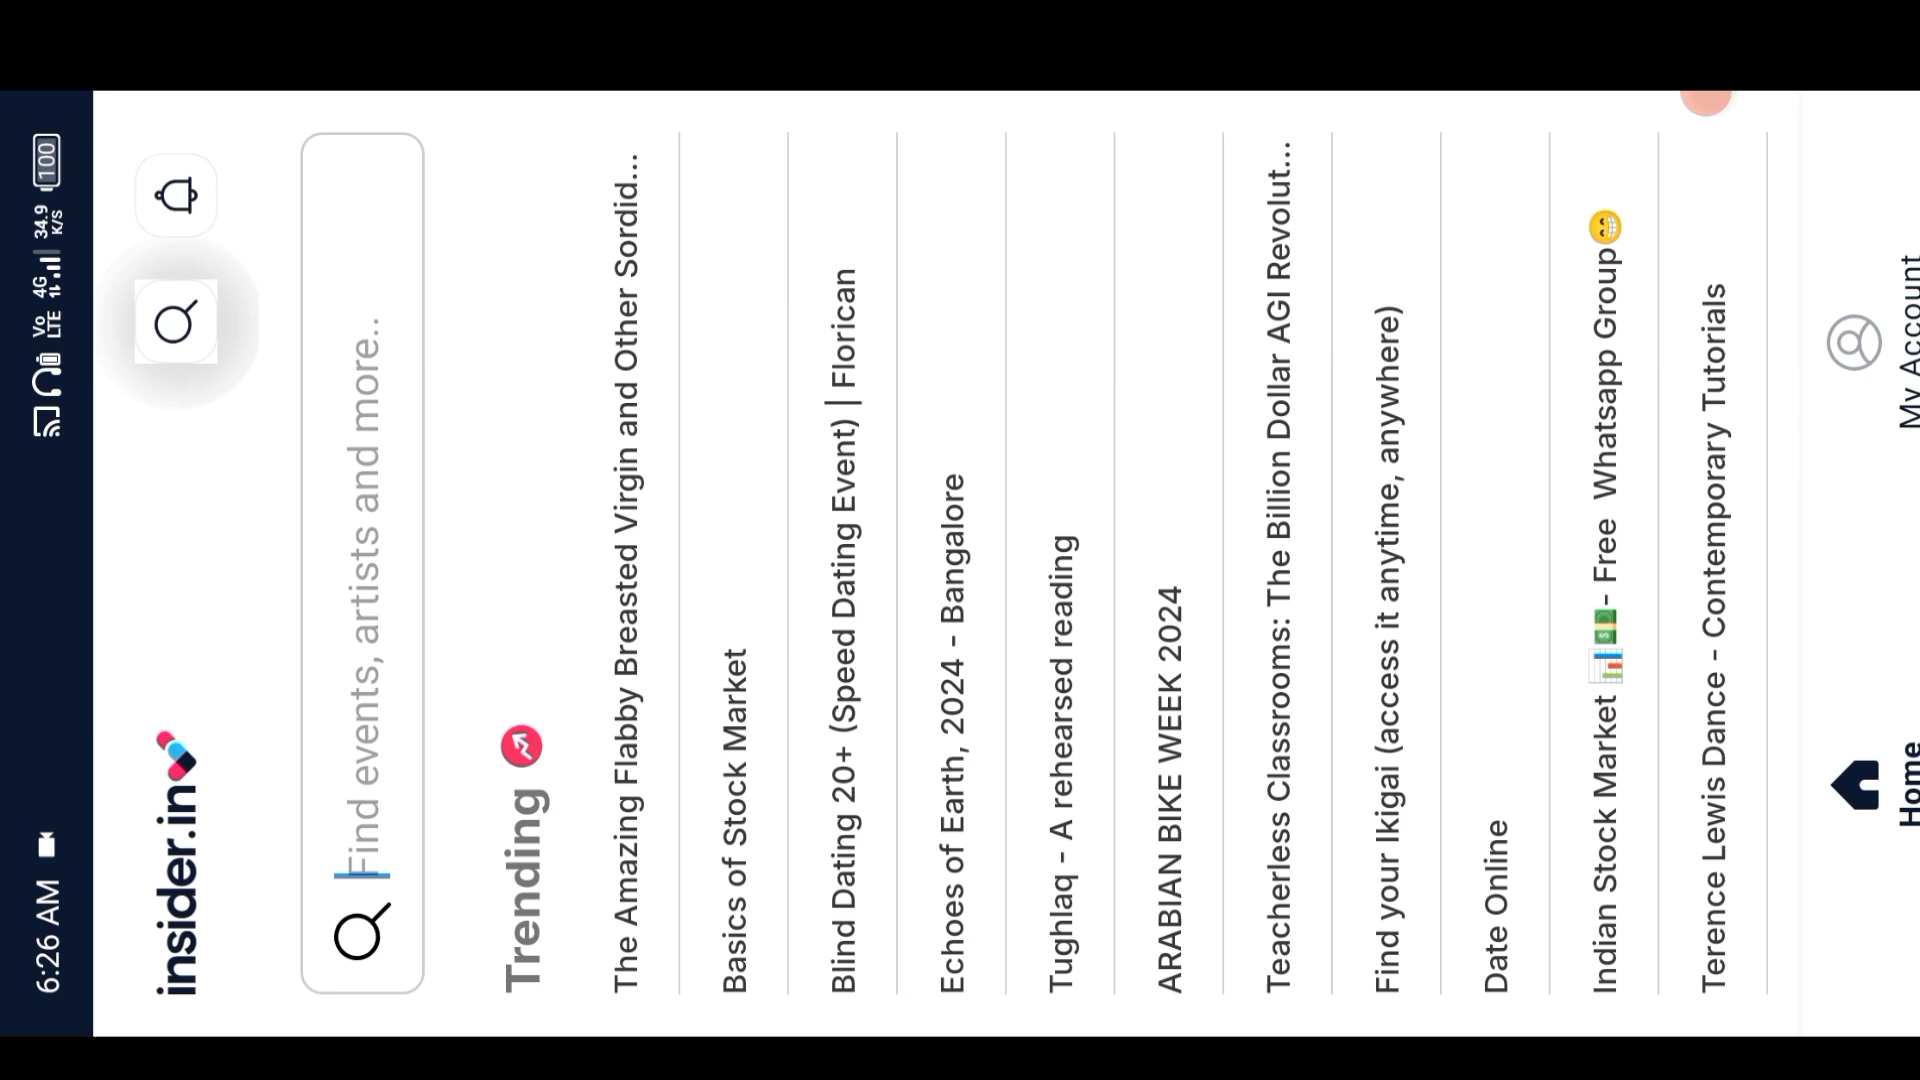 6:26 AM
Vo LTE 4G 34.9 K/S 100
insider.in
Find events, artists and more..
Trending
The Amazing Flabby Breasted Virgin and Other Sordid...
Basics of Stock Market
Blind Dating 20+ (Speed Dating Event) | Florican
Echoes of Earth, 2024 - Bangalore
Tughlaq - A rehearsed reading
ARABIAN BIKE WEEK 2024
Teacherless Classrooms: The Billion Dollar AGI Revolut...
Find your Ikigai (access it anytime, anywhere)
Date Online
Indian Stock Market 📊💵- Free Whatsapp Group😁
Terence Lewis Dance - Contemporary Tutorials
Home
My Account